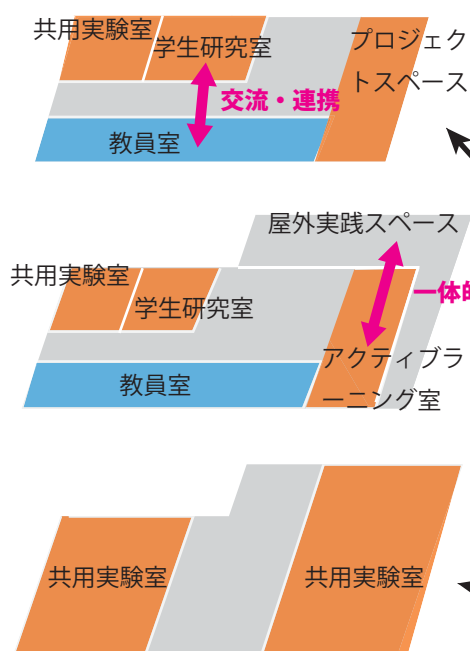 共用実験室
学生研究室
プロジェク
トスペース
交流・連携
教員室
屋外実践スペース
共用実験室
学生研究室
一体的
アクティブラ
ーニング室
教員室
共用実験室
共用実験室